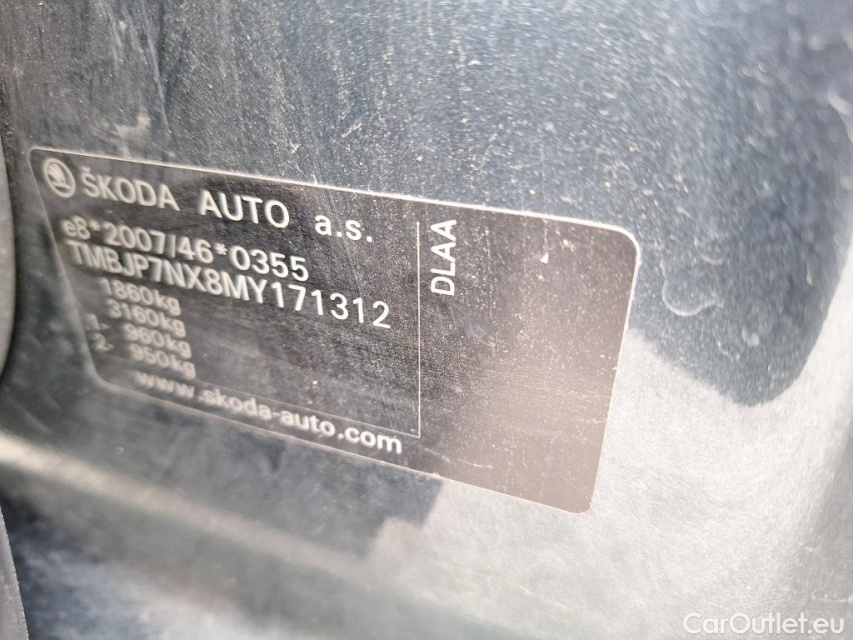 ŠKODA AUTO a.s.
e8*2007/46*0355
TMBJP7NX8MY171312
1860kg
3160kg
1- 960kg
2- 950kg
www.skoda-auto.com
DLAA
CarOutlet.eu